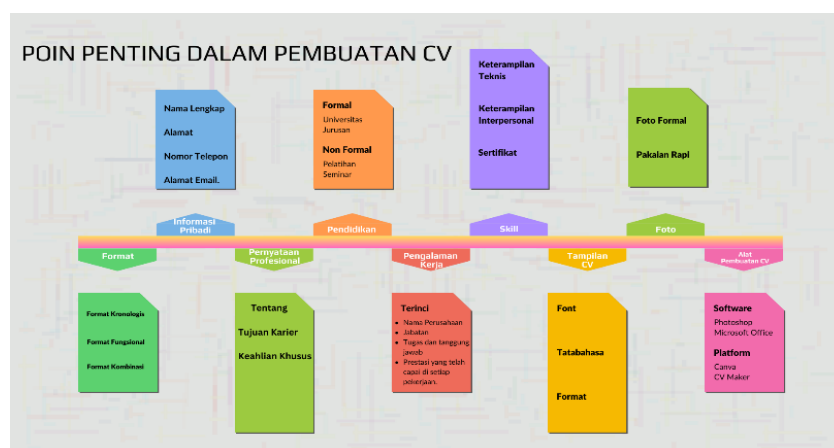 POIN PENTING DALAM PEMBUATAN CV
Nama Lengkap
Alamat
Nomor Telepon
Alamat Email.
Formal
Universitas
Jurusan
Non Formal
Pelatihan
Seminar
Keterampilan
Teknis
Keterampilan
Interpersonal
Sertifikat
Foto Formal
Pakaian Rapi
Informasi
Pribadi
Pendidikan
Skill
Foto
Format
Pernyataan
Profesional
Pengalaman
Kerja
Tampilan
CV
Alat
Pembuatan CV
Format Kronologis
Format Fungsional
Format Kombinasi
Tentang
Tujuan Karier
Keahlian Khusus
Terinci
• Nama Perusahaan
• Jabatan
• Tugas dan tanggung
jawab
• Prestasi yang telah
capai di setiap
pekerjaan.
Font
Tatabahasa
Format
Software
Photoshop
Microsoft Office
Platform
Canva
CV Maker